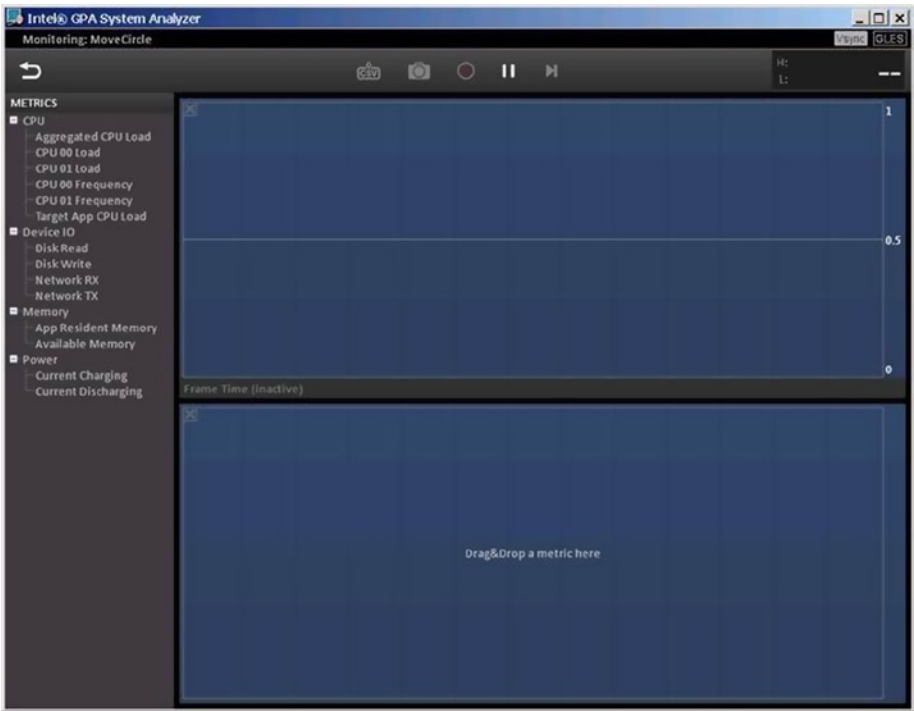 Intel® GPA System Analyzer
Monitoring: MoveCircle
Vsync GLES
CSV
H:
L:
--
METRICS
CPU
Aggregated CPU Load
CPU 00 Load
CPU 01 Load
CPU 00 Frequency
CPU 01 Frequency
Target App CPU Load
Device IO
Disk Read
Disk Write
Network RX
Network TX
Memory
App Resident Memory
Available Memory
Power
Current Charging
Current Discharging
1
0.5
0
Frame Time (inactive)
Drag&Drop a metric here